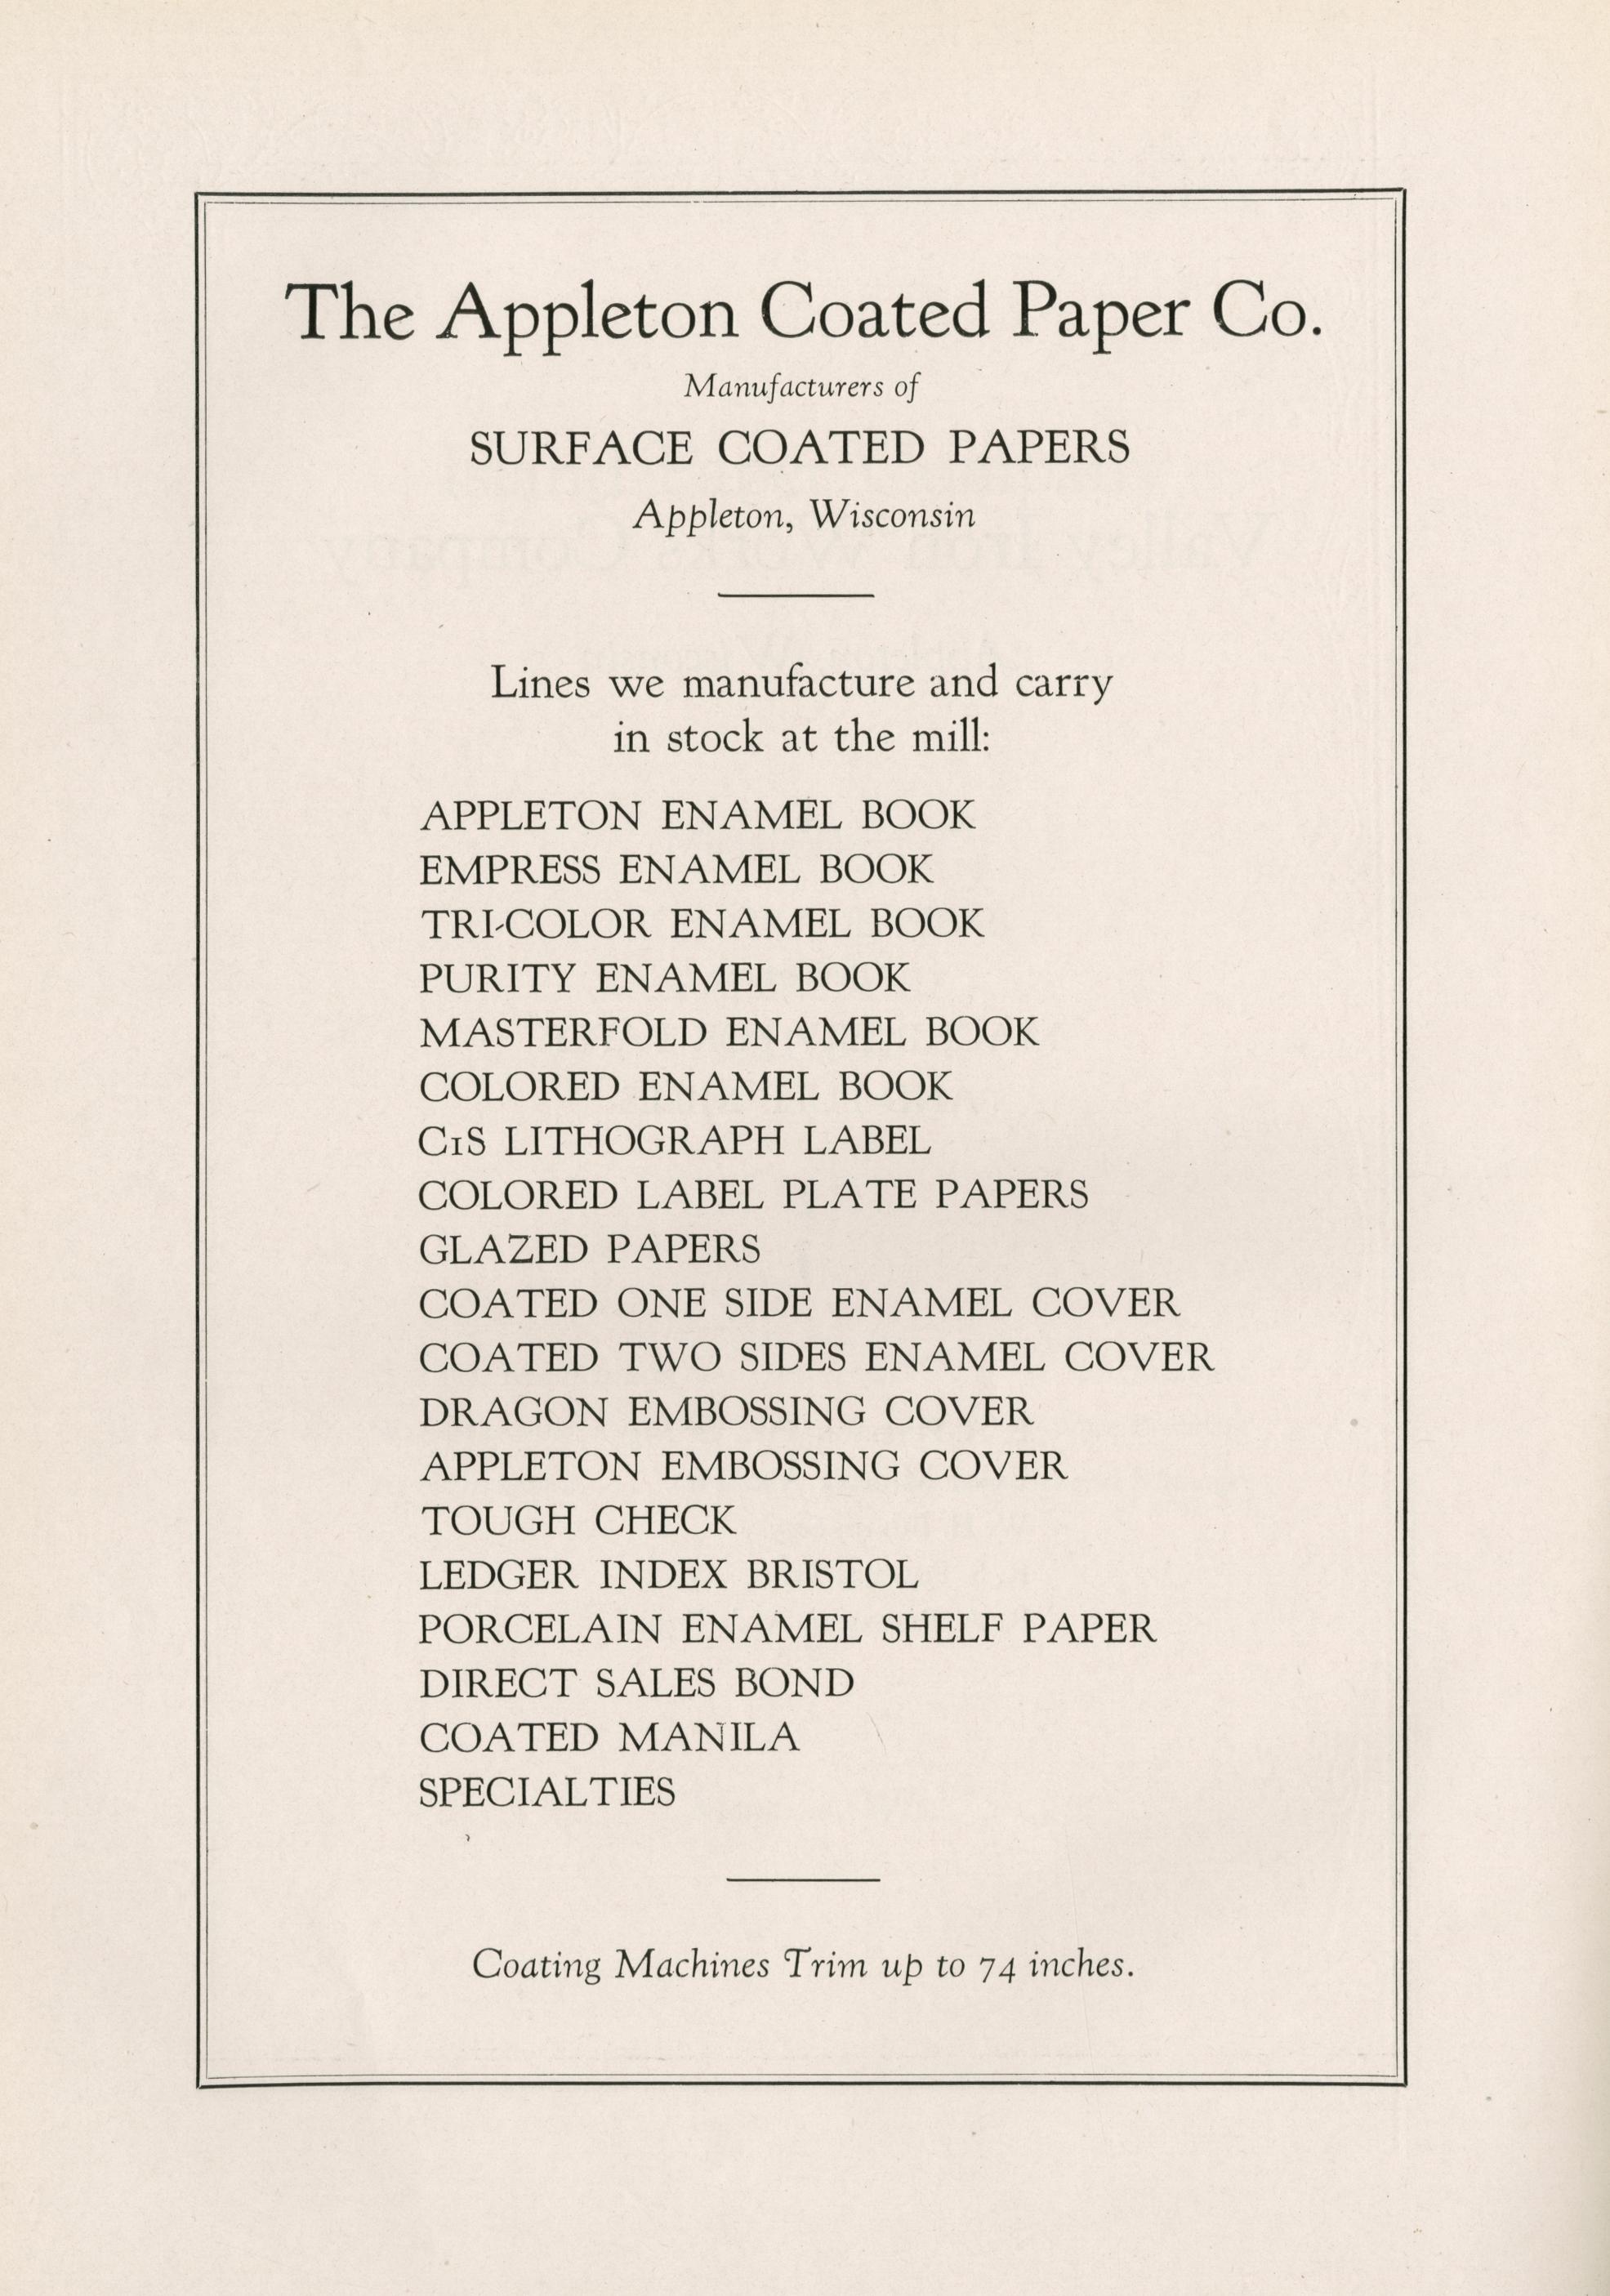 The Appleton Coated Paper Co.
Manufacturers of
SURFACE COATED PAPERS
Appleton, Wisconsin
Lines we manufacture and carry
in stock at the mill:
APPLETON ENAMEL BOOK
EMPRESS ENAMEL BOOK
TRI-COLOR ENAMEL BOOK
PURITY ENAMEL BOOK
MASTERFOLD ENAMEL BOOK
COLORED ENAMEL BOOK
C1S LITHOGRAPH LABEL
COLORED LABEL PLATE PAPERS
GLAZED PAPERS
COATED ONE SIDE ENAMEL COVER
COATED TWO SIDES ENAMEL COVER
DRAGON EMBOSSING COVER
APPLETON EMBOSSING COVER
TOUGH CHECK
LEDGER INDEX BRISTOL
PORCELAIN ENAMEL SHELF PAPER
DIRECT SALES BOND
COATED MANILA
SPECIALTIES
Coating Machines Trim up to 74 inches.